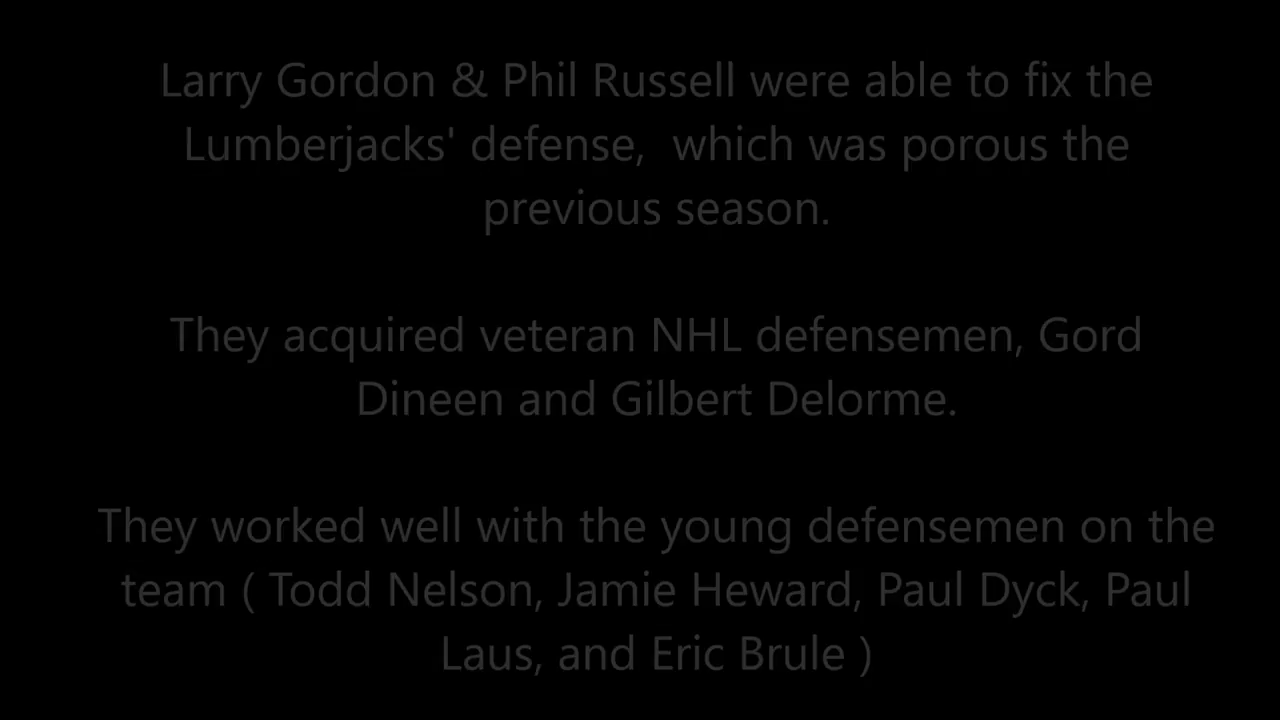 Larry Gordon & Phil Russell were able to fix the
Lumberjacks' defense,  which was porous the
previous season.
They acquired veteran NHL defensemen, Gord
Dineen and Gilbert Delorme.
They worked well with the young defensemen on the
team ( Todd Nelson, Jamie Heward, Paul Dyck, Paul
Laus, and Eric Brule )